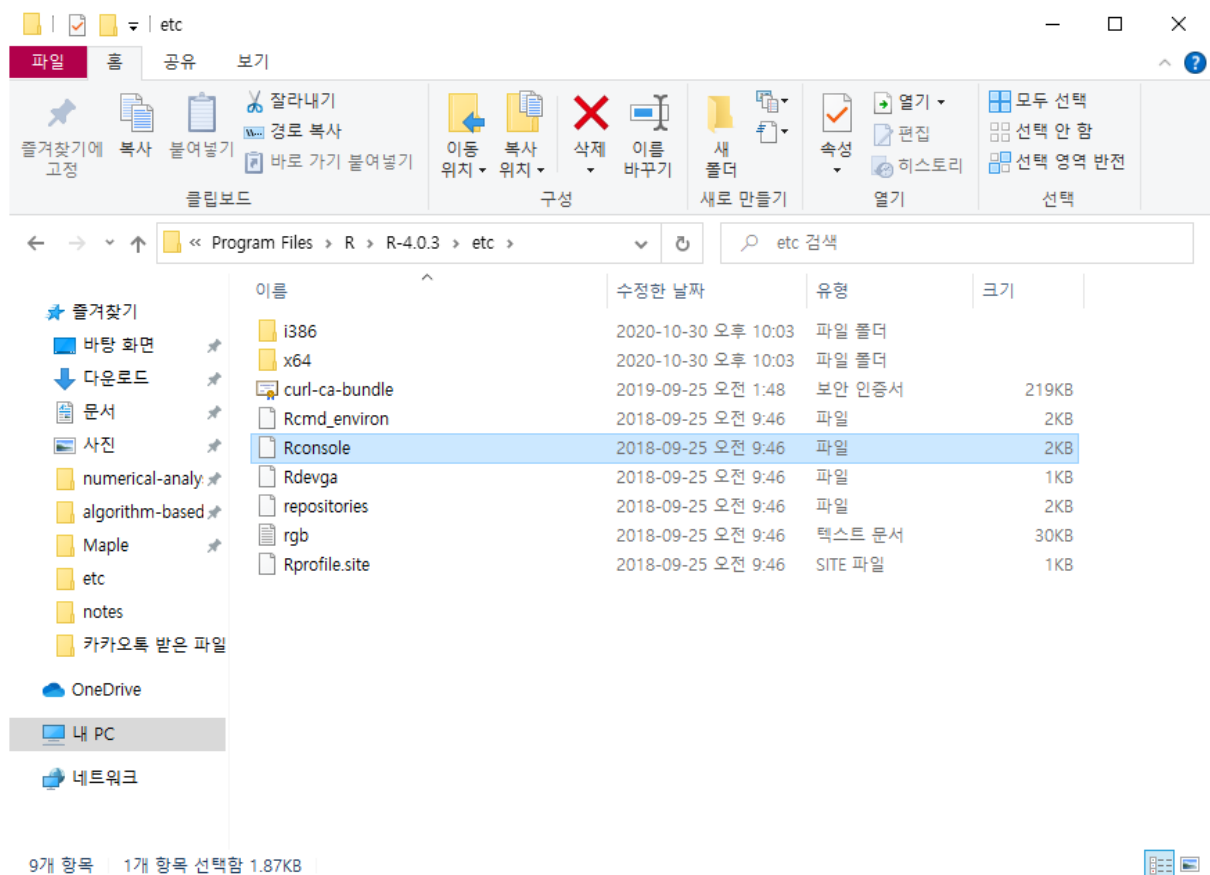 etc
파일 홈 공유 보기
즐겨찾기에 고정
복사
붙여넣기
잘라내기
경로 복사
바로 가기 붙여넣기
이동 위치
복사 위치
삭제
이름 바꾸기
새 폴더
속성
열기
편집
히스토리
모두 선택
선택 안 함
선택 영역 반전
클립보드 구성 새로 만들기 열기 선택
« Program Files > R > R-4.0.3 > etc >
etc 검색
즐겨찾기
바탕 화면
다운로드
문서
사진
numerical-analy
algorithm-based
Maple
etc
notes
카카오톡 받은 파일
OneDrive
내 PC
네트워크
이름 수정한 날짜 유형 크기
i386 2020-10-30 오후 10:03 파일 폴더
x64 2020-10-30 오후 10:03 파일 폴더
curl-ca-bundle 2019-09-25 오전 1:48 보안 인증서 219KB
Rcmd_environ 2018-09-25 오전 9:46 파일 2KB
Rconsole 2018-09-25 오전 9:46 파일 2KB
Rdevga 2018-09-25 오전 9:46 파일 1KB
repositories 2018-09-25 오전 9:46 파일 2KB
rgb 2018-09-25 오전 9:46 텍스트 문서 30KB
Rprofile.site 2018-09-25 오전 9:46 SITE 파일 1KB
9개 항목 1개 항목 선택함 1.87KB